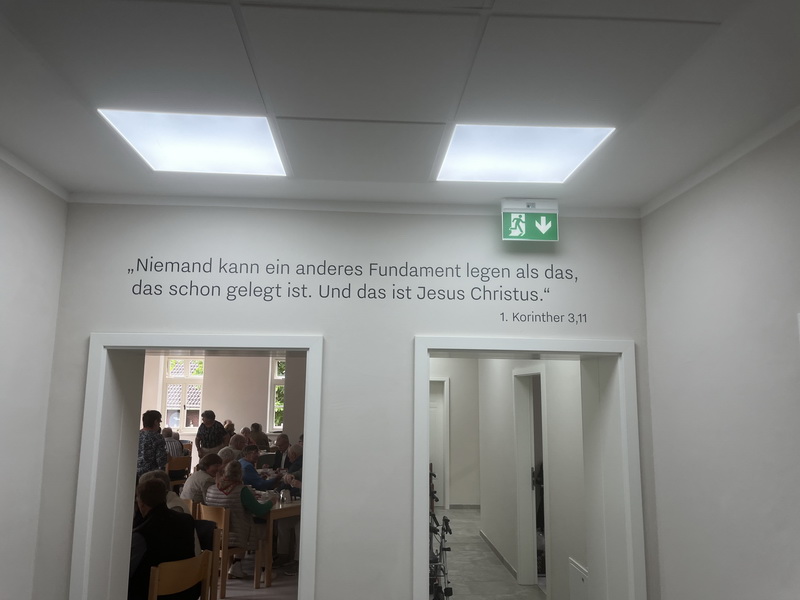 „Niemand kann ein anderes Fundament legen als das,
das schon gelegt ist. Und das ist Jesus Christus.“
1. Korinther 3,11